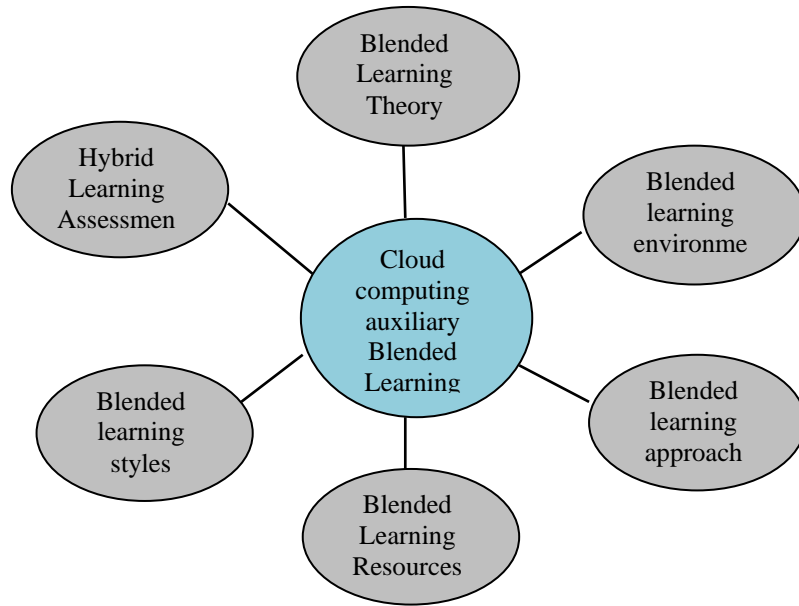 Blended
Learning
Theory
Hybrid
Learning
Assessmen
Blended
learning
environme
Cloud
computing
auxiliary
Blended
Learning
Blended
learning
styles
Blended
learning
approach
Blended
Learning
Resources